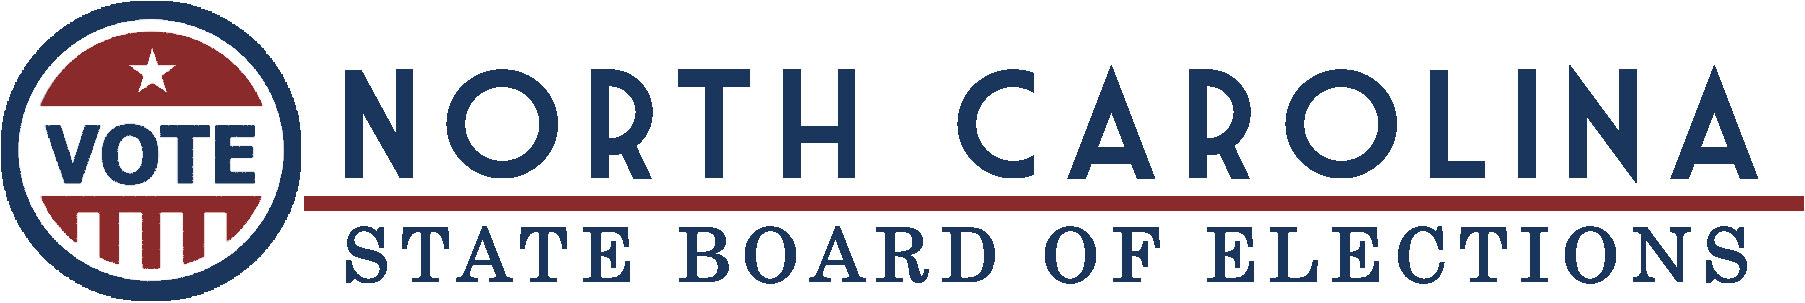 VOTE
NORTH CAROLINA
STATE BOARD OF ELECTIONS